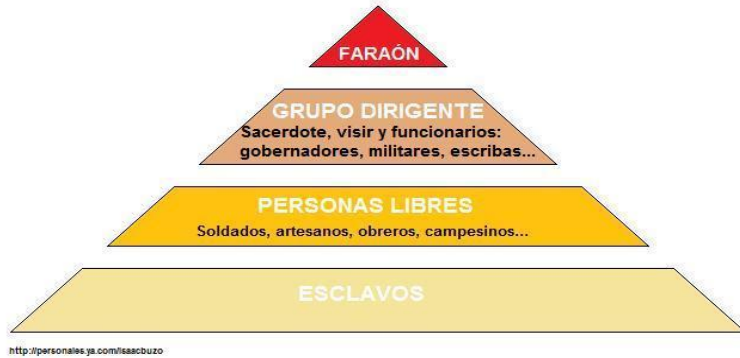 FARAÓN
GRUPO DIRIGENTE
Sacerdote, visir y funcionarios:
gobernadores, militares, escribas...
PERSONAS LIBRES
Soldados, artesanos, obreros, campesinos...
ESCLAVOS
http://personales.ya.com/isaacbuzo